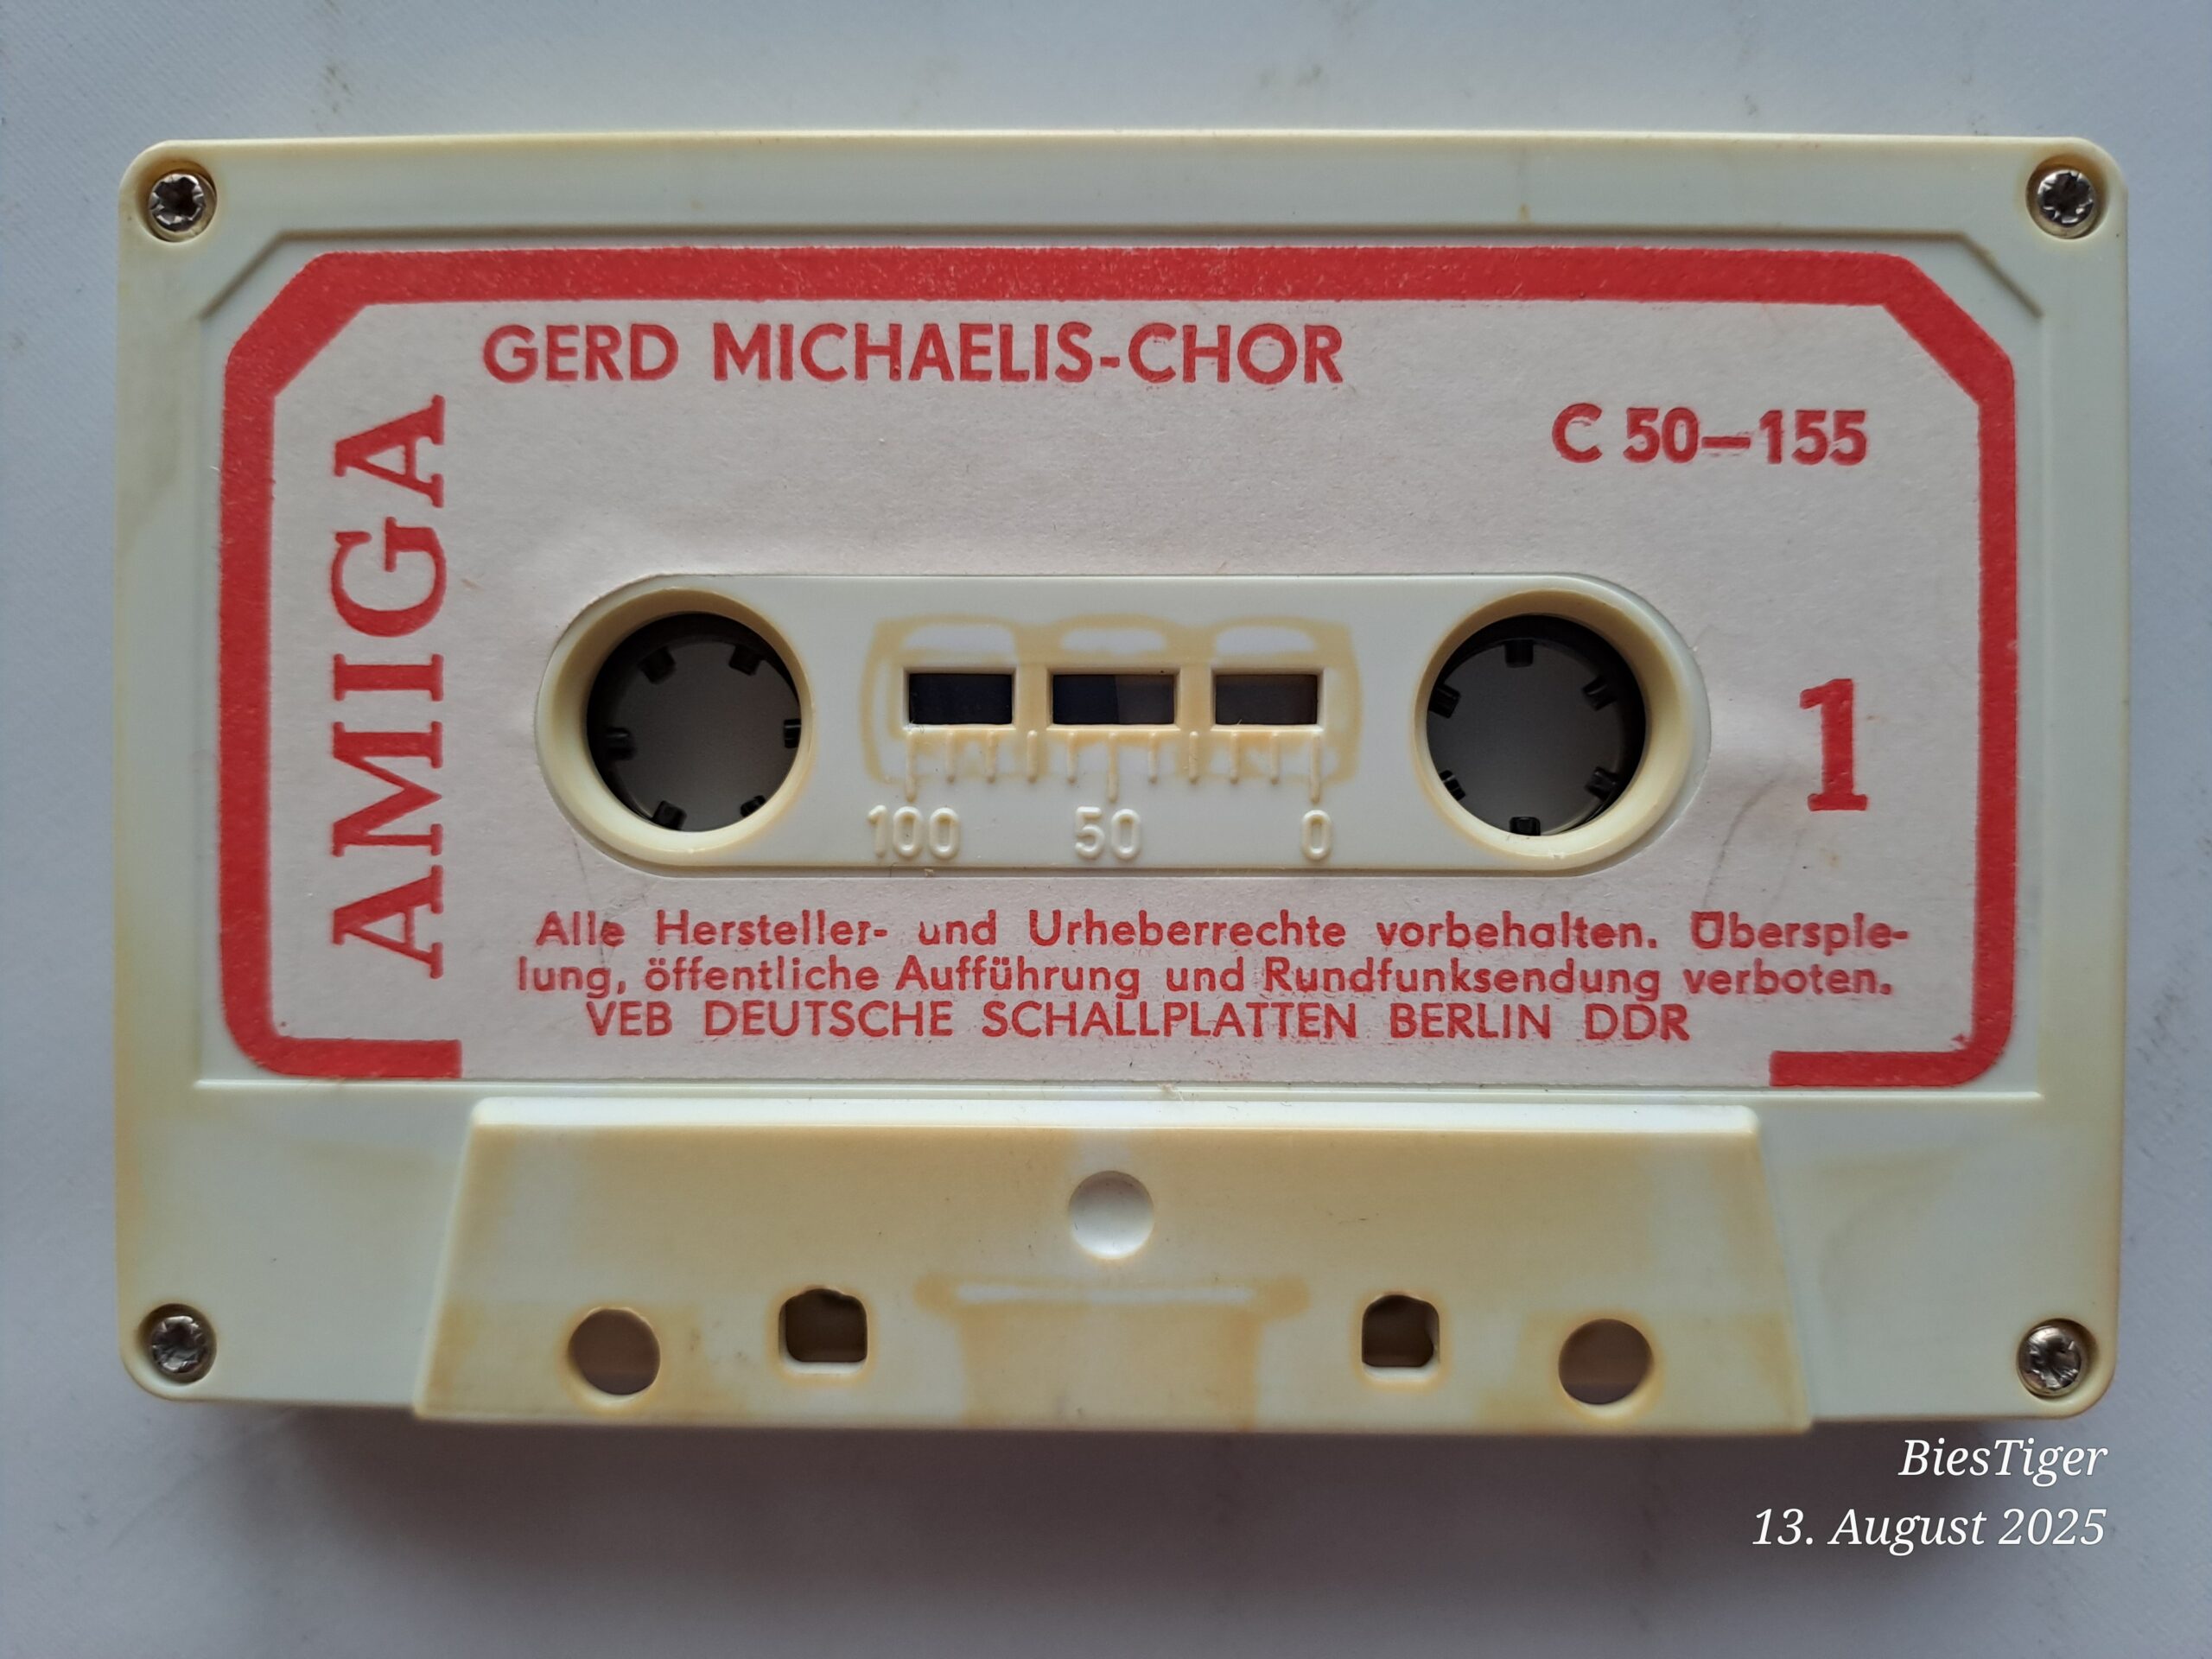 GERD MICHAELIS-CHOR
C 50—155
AMIGA
1
100 50 0
Alle Hersteller- und Urheberrechte vorbehalten. Überspie-
lung, öffentliche Aufführung und Rundfunksendung verboten.
VEB DEUTSCHE SCHALLPLATTEN BERLIN DDR
BiesTiger
13. August 2025